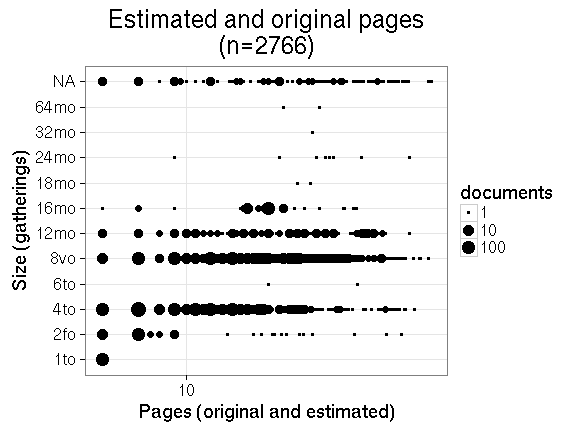 Estimated and original pages
(n=2766)
NA
64mo
32mo
24mo
18mo
16mo
12mo
8vo
6to
4to
2fo
1to
Size (gatherings)
10
Pages (original and estimated)
documents
1
10
100